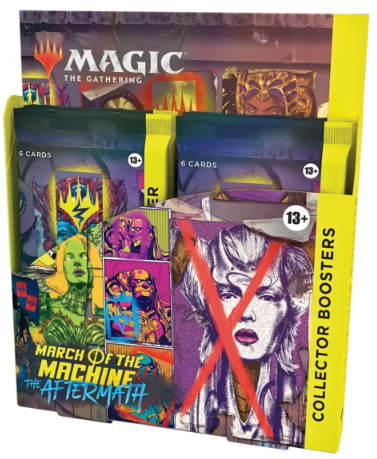 MAGIC
THE GATHERING
6 CARDS
13+
6 CARDS
13+
13+
MARCH OF THE
MACHINE
THE AFTERMATH
COLLECTOR BOOSTERS